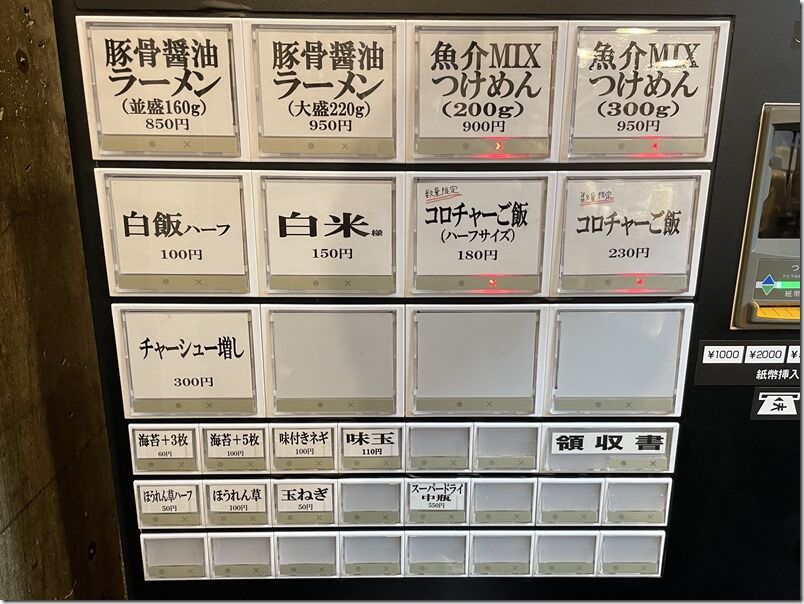 豚骨醤油
ラーメン
(並盛160g)
850円
豚骨醤油
ラーメン
(大盛220g)
950円
魚介MIX
つけめん
(200g)
900円
魚介MIX
つけめん
(300g)
950円
白飯ハーフ
100円
白米様
150円
数量限定
コロチャーご飯
(ハーフサイズ)
180円
数量限定
コロチャーご飯
230円
チャーシュー増し
300円
海苔+3枚
60円
海苔+5枚
100円
味付きネギ
100円
味玉
110円
領収書
ほうれん草ハーフ
50円
ほうれん草
100円
玉ねぎ
50円
スーパードライ
中瓶
550円
¥1000
¥2000
紙幣挿入